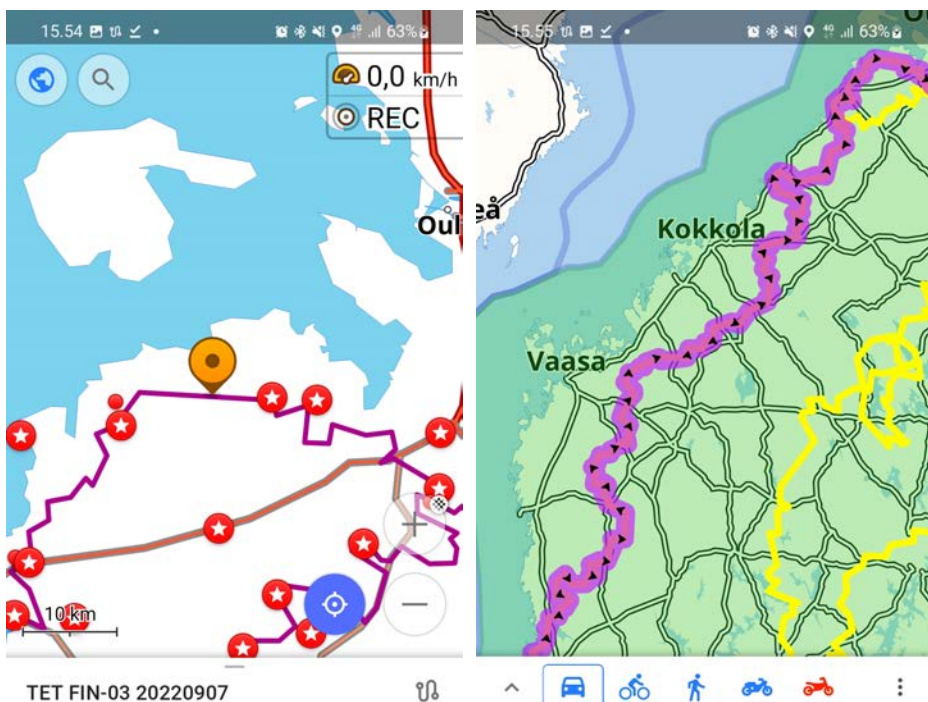 15.54 63%
0,0 km/h
REC
Oul
10 km
TET FIN-03 20220907
15.55 63%
Ou
eå
Kokkola
Vaasa